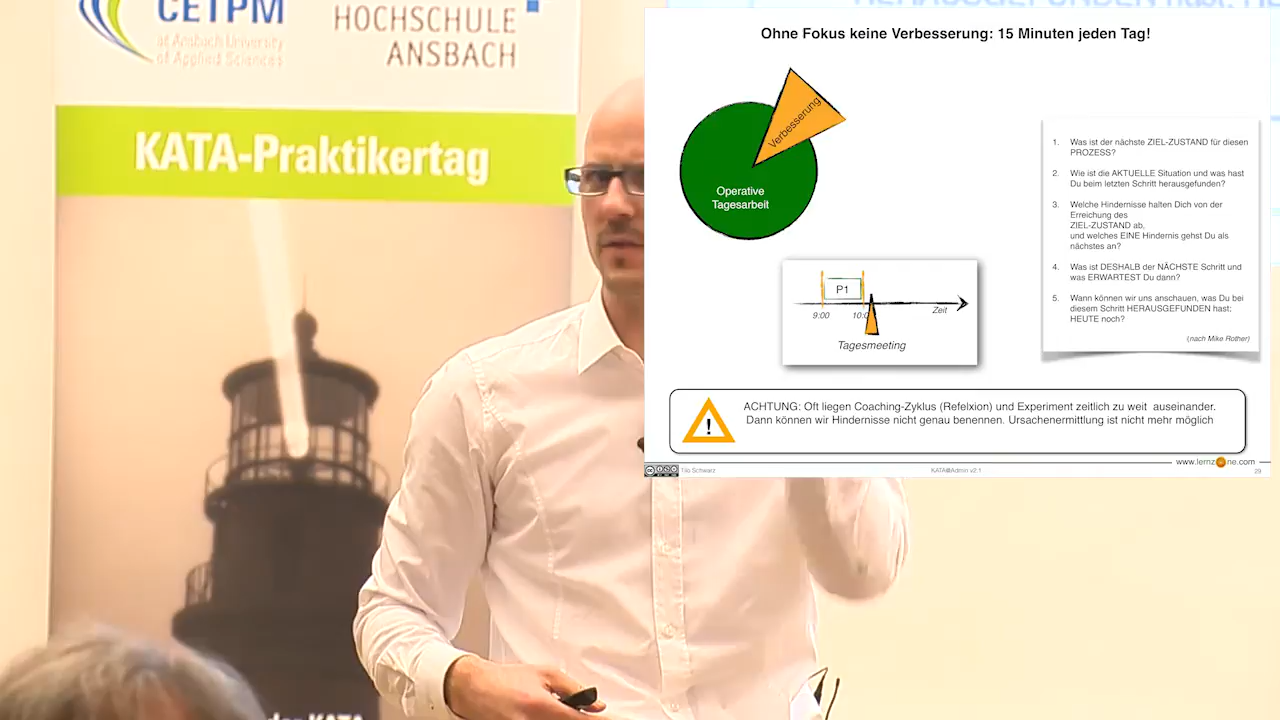 CETPM
at Ansbach University
of Applied Sciences
HOCHSCHULE
ANSBACH
KATA-Praktikertag
der KATA
Ohne Fokus keine Verbesserung: 15 Minuten jeden Tag!
Verbesserung
Operative
Tagesarbeit
P1
9:00
10:0
Zeit
Tagesmeeting
1. Was ist der nächste ZIEL-ZUSTAND für diesen
PROZESS?
2. Wie ist die AKTUELLE Situation und was hast
Du beim letzten Schritt herausgefunden?
3. Welche Hindernisse halten Dich von der
Erreichung des
ZIEL-ZUSTAND ab,
und welches EINE Hindernis gehst Du als
nächstes an?
4. Was ist DESHALB der NÄCHSTE Schritt und
was ERWARTEST Du dann?
5. Wann können wir uns anschauen, was Du bei
diesem Schritt HERAUSGEFUNDEN hast;
HEUTE noch?
(nach Mike Rother)
!
ACHTUNG: Oft liegen Coaching-Zyklus (Refelxion) und Experiment zeitlich zu weit auseinander.
Dann können wir Hindernisse nicht genau benennen. Ursachenermittlung ist nicht mehr möglich
www.lernzone.com
Tilo Schwarz
KATA@Admin v2.1
29